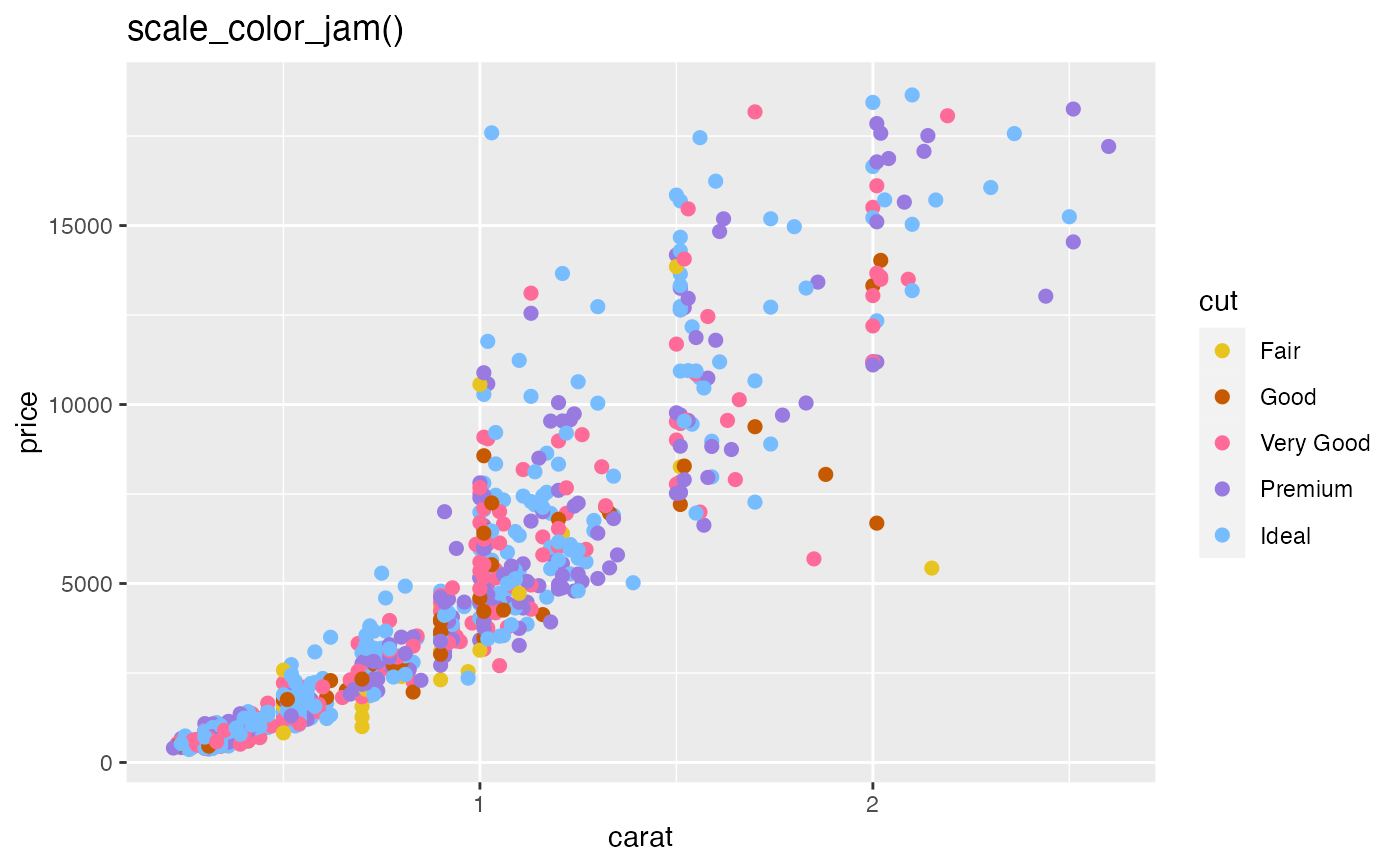 scale_color_jam()
price
15000
10000
5000
0
1
2
carat
cut
Fair
Good
Very Good
Premium
Ideal